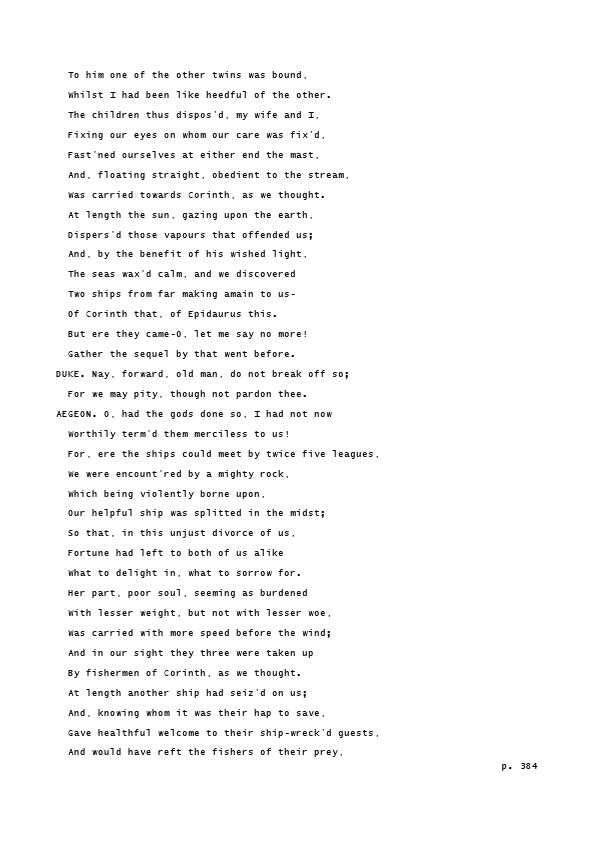 To him one of the other twins was bound,
Whilst I had been like heedful of the other.
The children thus dispos'd, my wife and I,
Fixing our eyes on whom our care was fix'd,
Fast'ned ourselves at either end the mast,
And, floating straight, obedient to the stream,
Was carried towards Corinth, as we thought.
At length the sun, gazing upon the earth,
Dispers'd those vapours that offended us;
And, by the benefit of his wished light,
The seas wax'd calm, and we discovered
Two ships from far making amain to us-
Of Corinth that, of Epidaurus this.
But ere they came-O, let me say no more!
Gather the sequel by that went before.
DUKE. Nay, forward, old man, do not break off so;
For we may pity, though not pardon thee.
AEGEON. O, had the gods done so, I had not now
Worthily term'd them merciless to us!
For, ere the ships could meet by twice five leagues,
We were encount'red by a mighty rock,
Which being violently borne upon,
Our helpful ship was splitted in the midst;
So that, in this unjust divorce of us,
Fortune had left to both of us alike
What to delight in, what to sorrow for.
Her part, poor soul, seeming as burdened
With lesser weight, but not with lesser woe,
Was carried with more speed before the wind;
And in our sight they three were taken up
By fishermen of Corinth, as we thought.
At length another ship had seiz'd on us;
And, knowing whom it was their hap to save,
Gave healthful welcome to their ship-wreck'd guests,
And would have reft the fishers of their prey,
p. 384